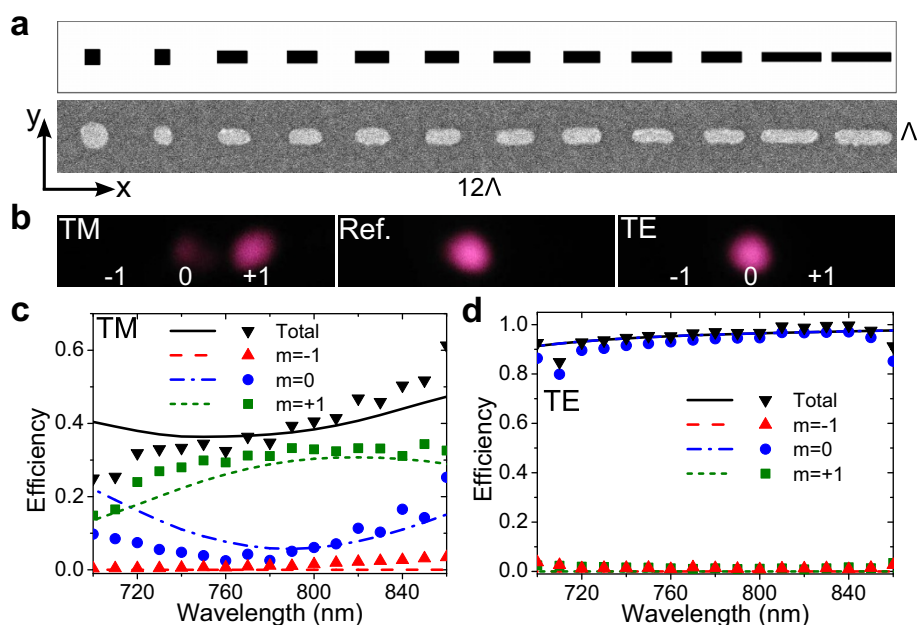 a
y
x
12Λ
Λ
b
TM
-1 0 +1
Ref.
TE
-1 0 +1
c
TM
Total
m=-1
m=0
m=+1
Efficiency
0.6
0.4
0.2
0.0
720 760 800 840
Wavelength (nm)
d
TE
Total
m=-1
m=0
m=+1
Efficiency
1.0
0.8
0.6
0.4
0.2
0.0
720 760 800 840
Wavelength (nm)